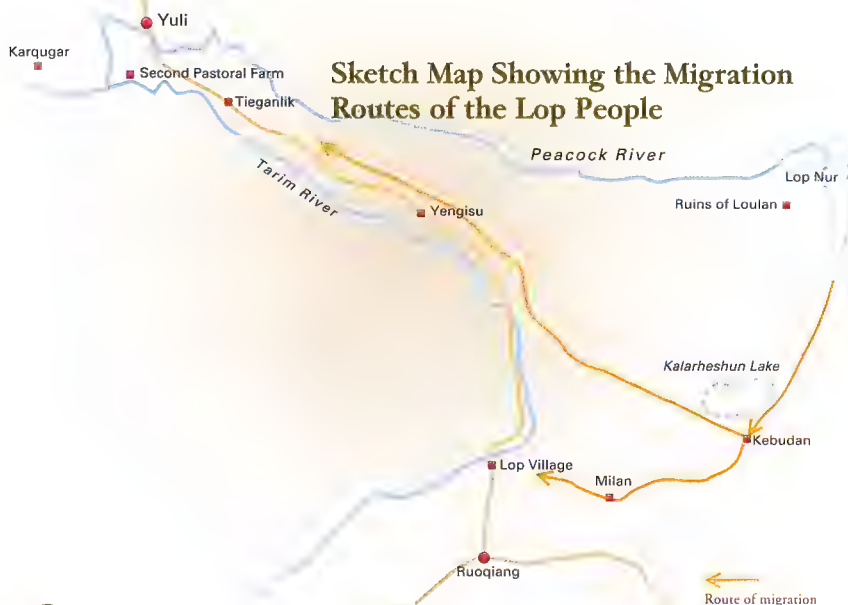 Yuli
Karqugar
Second Pastoral Farm
Sketch Map Showing the Migration
Routes of the Lop People
Tieganlik
Peacock River
Tarim River
Lop Nur
Ruins of Loulan
Yengisu
Kalarheshun Lake
Kebudan
Lop Village
Milan
Ruoqiang
Route of migration